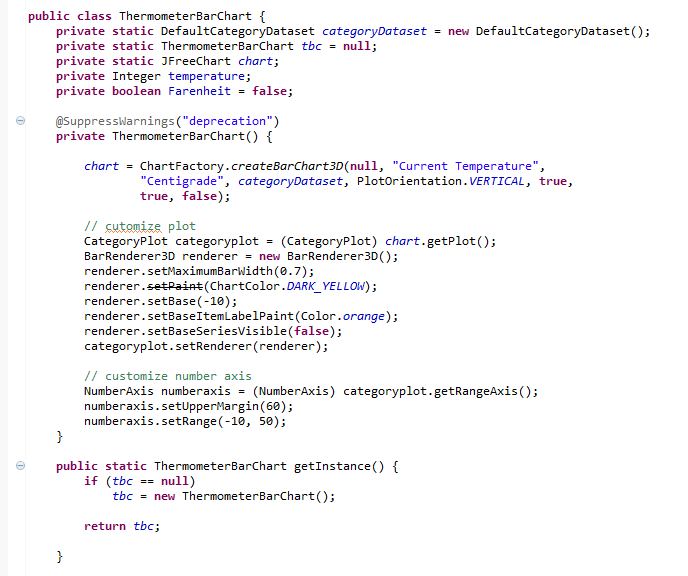 public class ThermometerBarChart {
private static DefaultCategoryDataset categoryDataset = new DefaultCategoryDataset();
private static ThermometerBarChart tbc = null;
private static JFreeChart chart;
private Integer temperature;
private boolean Farenheit = false;
@SuppressWarnings("deprecation")
private ThermometerBarChart() {
chart = ChartFactory.createBarChart3D(null, "Current Temperature",
"Centigrade", categoryDataset, PlotOrientation.VERTICAL, true,
true, false);
// cutomize plot
CategoryPlot categoryplot = (CategoryPlot) chart.getPlot();
BarRenderer3D renderer = new BarRenderer3D();
renderer.setMaximumBarWidth(0.7);
renderer.setPaint(ChartColor.DARK_YELLOW);
renderer.setBase(-10);
renderer.setBaseItemLabelPaint(Color.orange);
renderer.setBaseSeriesVisible(false);
categoryplot.setRenderer(renderer);
// customize number axis
NumberAxis numberaxis = (NumberAxis) categoryplot.getRangeAxis();
numberaxis.setUpperMargin(60);
numberaxis.setRange(-10, 50);
}
public static ThermometerBarChart getInstance() {
if (tbc == null)
tbc = new ThermometerBarChart();
return tbc;
}